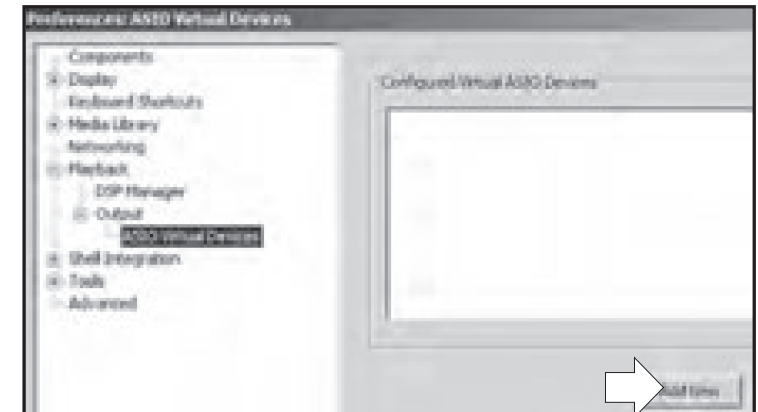 Preferences: ASIO Virtual Devices
Components
Display
Keyboard Shortcuts
Media Library
Networking
Playback
DSP Manager
Output
ASIO Virtual Devices
Shell Integration
Tools
Advanced
Configured Virtual ASIO Devices
Add New